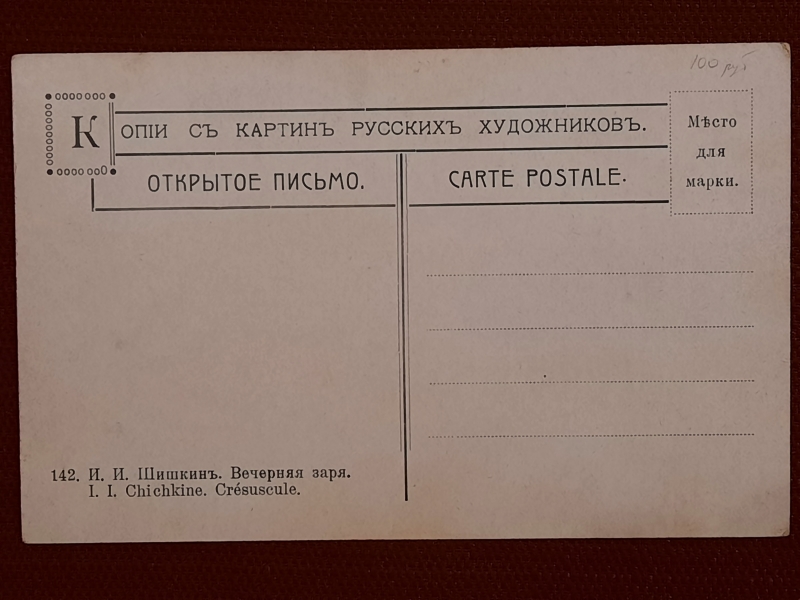 100 руб
КОПІИ СЪ КАРТИНЪ РУССКИХЪ ХУДОЖНИКОВЪ.
ОТКРЫТОЕ ПИСЬМО.
CARTE POSTALE.
Мѣсто
для
марки.
142. И. И. Шишкинъ. Вечерняя заря.
I. I. Chichkine. Crésuscule.